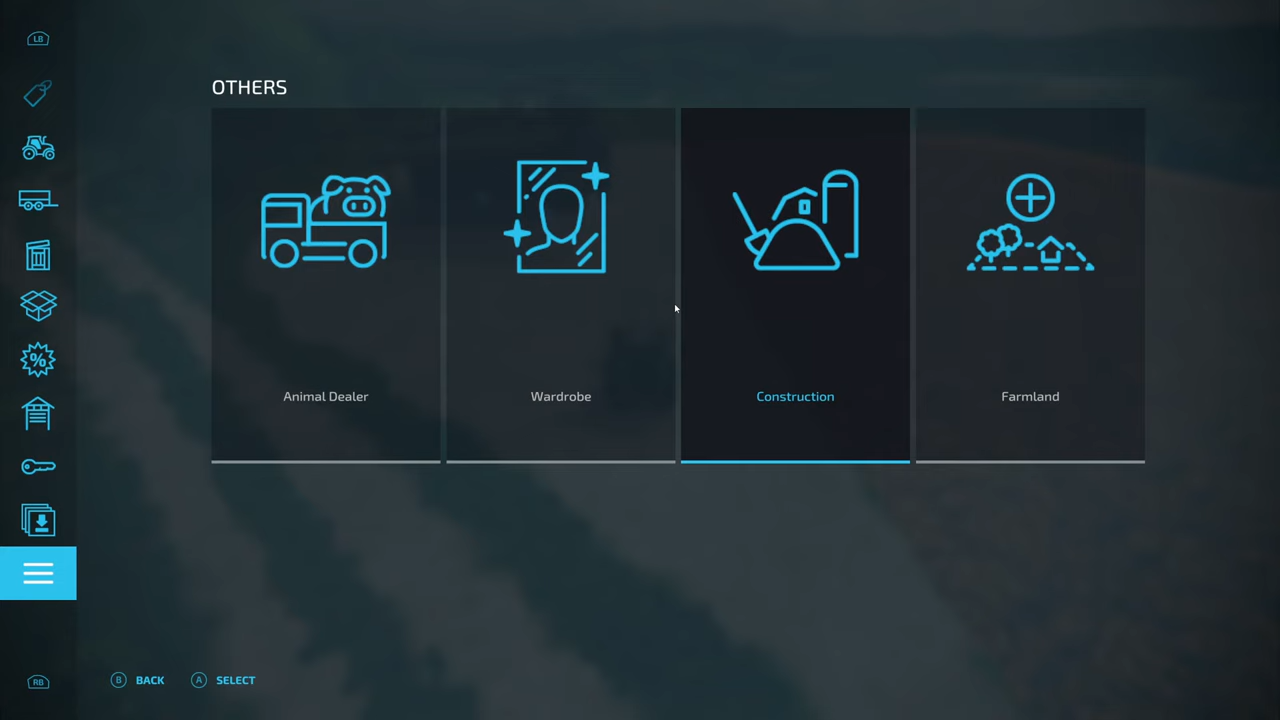 LB
OTHERS
Animal Dealer
Wardrobe
Construction
Farmland
%
RB
B BACK
A SELECT